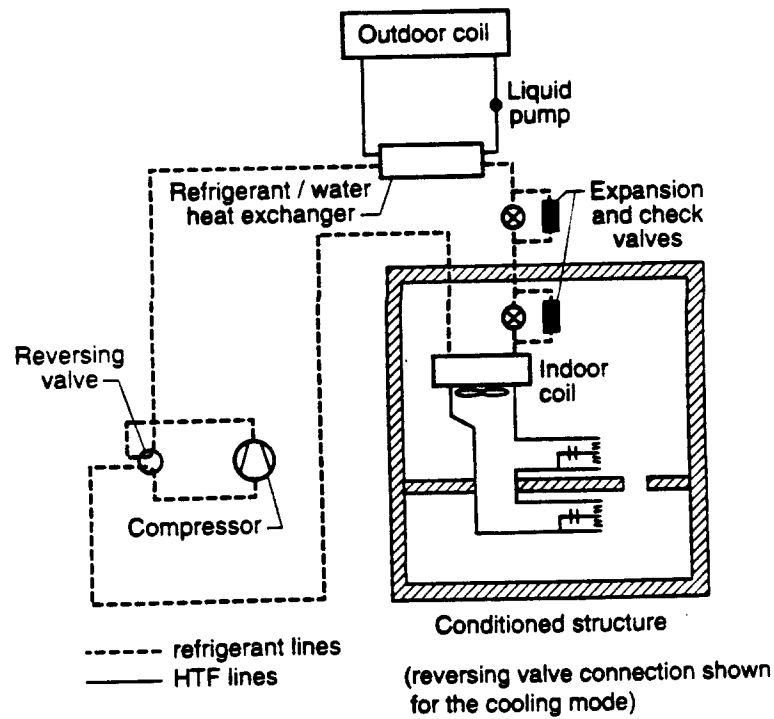 Outdoor coil
Liquid
pump
Refrigerant / water
heat exchanger
Expansion
and check
valves
Reversing
valve
Indoor
coil
Compressor
Conditioned structure
refrigerant lines
HTF lines
(reversing valve connection shown
for the cooling mode)